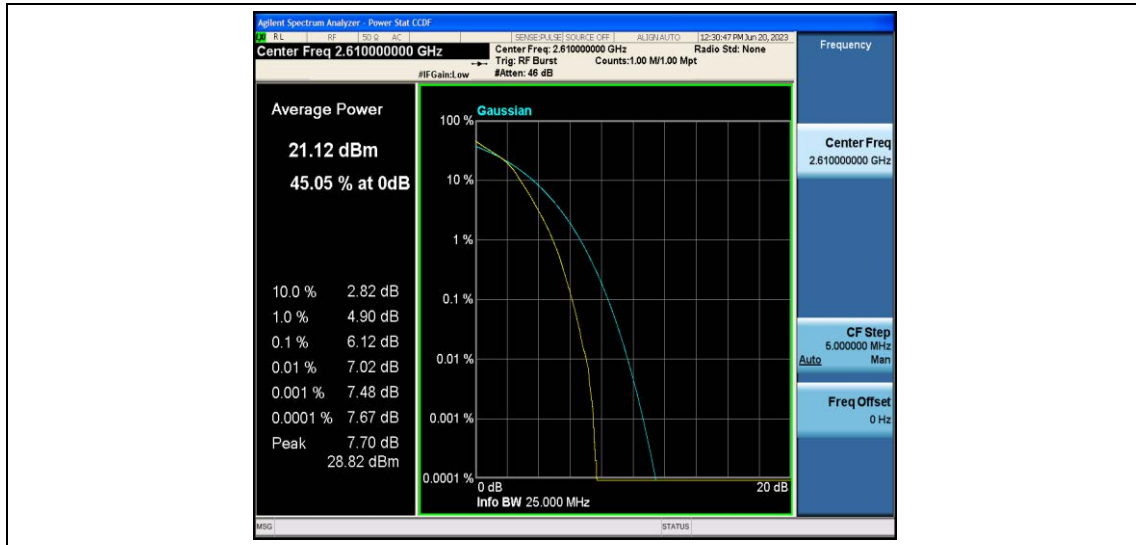 Agilent Spectrum Analyzer - Power Stat CCDF
RL RF 50 Ω AC SENSE:PULSE SOURCE OFF ALIGNAUTO 12:30:47 PM Jun 20, 2023
Center Freq 2.610000000 GHz
Center Freq: 2.610000000 GHz Radio Std: None
Trig: RF Burst Counts:1.00 M/1.00 Mpt
#IFGain:Low #Atten: 46 dB
Frequency
Average Power
21.12 dBm
45.05 % at 0dB
10.0 % 2.82 dB
1.0 % 4.90 dB
0.1 % 6.12 dB
0.01 % 7.02 dB
0.001 % 7.48 dB
0.0001 % 7.67 dB
Peak 7.70 dB
28.82 dBm
Gaussian
100 %
10 %
1 %
0.1 %
0.01 %
0.001 %
0.0001 %
0 dB 20 dB
Info BW 25.000 MHz
Center Freq
2.610000000 GHz
CF Step
5.000000 MHz
Auto Man
Freq Offset
0 Hz
MSG STATUS